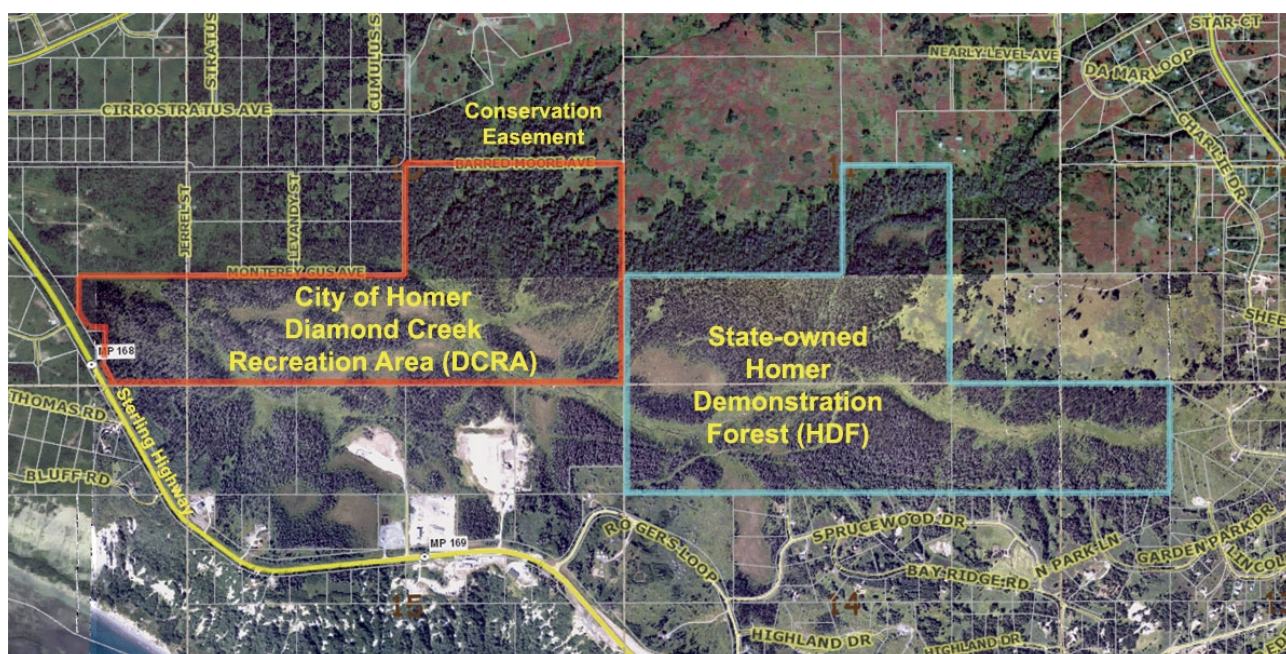 STAR CT
NEARLY LEVEL AVE
DA MAR LOOP
STRATUS
CUMULUS S
CIRROSTRATUS AVE
CHARLIE DR
Conservation
Easement
BARRED MOORE AVE
JERREL ST
LEVANDY ST
MONTEREY GUS AVE
City of Homer
Diamond Creek
Recreation Area (DCRA)
State-owned
Homer
Demonstration
Forest (HDF)
SHEE
MP 168
Sterling Highway
THOMAS RD
BLUFF RD
MP 169
ROGERS LOOP
SPRUCEWOOD DR
BAY RIDGE RD
N PARK LN
GARDEN PARK DR
LINCOL
15
14
HIGHLAND DR
HIGHLAND DR